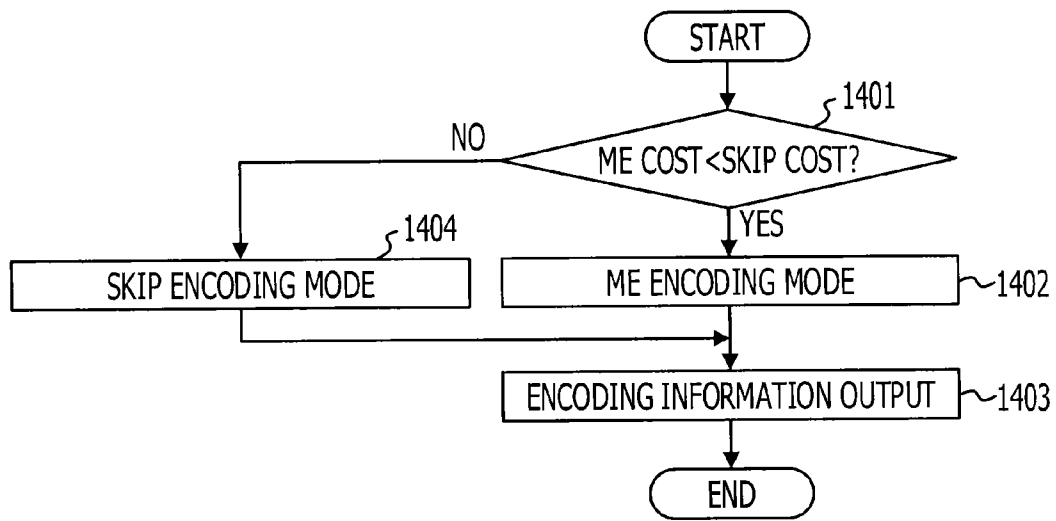 START
1401
NO
ME COST<SKIP COST?
YES
1404
SKIP ENCODING MODE
ME ENCODING MODE
1402
ENCODING INFORMATION OUTPUT
1403
END